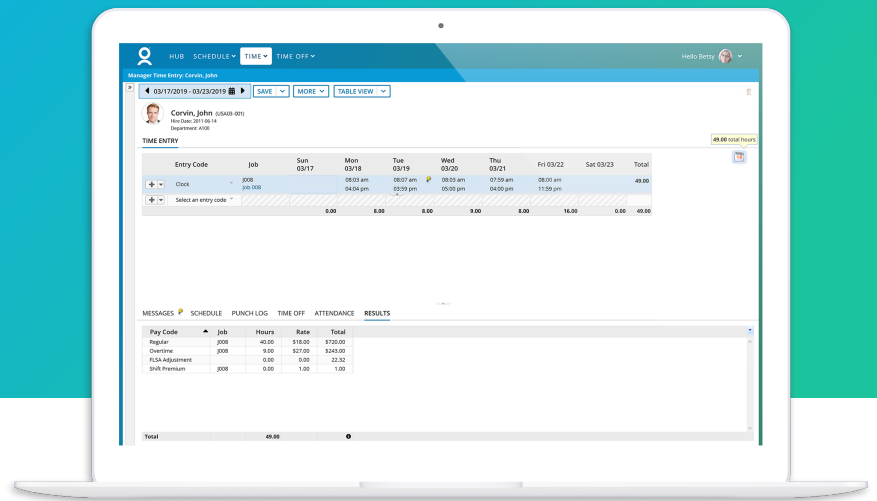 HUB SCHEDULE TIME TIME OFF Hello Betsy
Manager Time Entry: Corvin, John
03/17/2019 - 03/23/2019 SAVE MORE TABLE VIEW
Corvin, John (USA03-001)
Hire Date: 2011-06-14
Department: A100
TIME ENTRY
49.00 total hours
Entry Code Job Sun 03/17 Mon 03/18 Tue 03/19 Wed 03/20 Thu 03/21 Fri 03/22 Sat 03/23 Total
J008 08:03 am 08:07 am 08:03 am 07:59 am 08:00 am 49.00
Clock Job 008 04:04 pm 03:59 pm 05:00 pm 04:00 pm 11:59 pm
Select an entry code
0.00 8.00 8.00 9.00 8.00 16.00 0.00 49.00
MESSAGES SCHEDULE PUNCH LOG TIME OFF ATTENDANCE RESULTS
Pay Code Job Hours Rate Total
Regular J008 40.00 $18.00 $720.00
Overtime J008 9.00 $27.00 $243.00
FLSA Adjustment 0.00 0.00 22.32
Shift Premium J008 0.00 1.00 1.00
Total 49.00